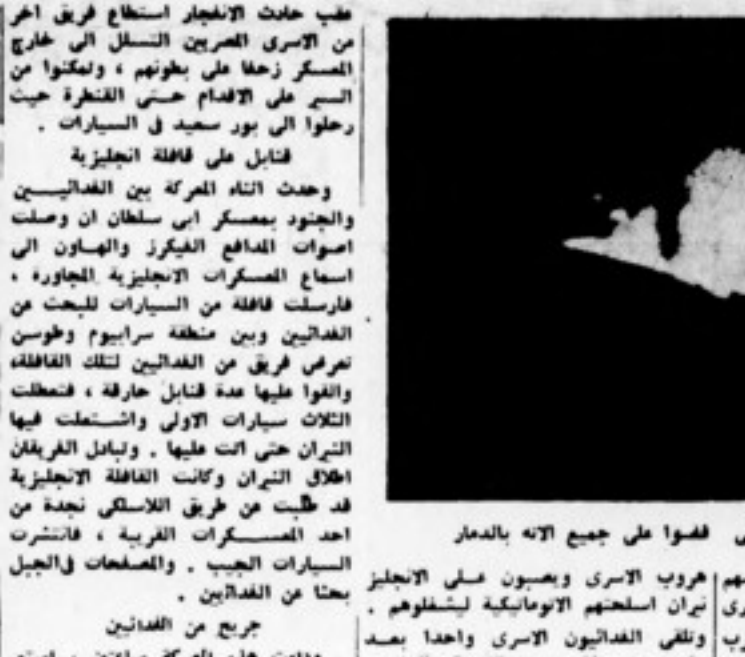 عقب حادث الانفجار استطاع فريق اخر
من الاسرى المصريين التسلل الى خارج
المعسكر زحفا على بطونهم ، وتمكنوا من
السير على الاقدام حتى القنطرة حيث
رحلوا الى بور سعيد فى السيارات .
قنابل على قافلة انجليزية
وحدث اثناء المعركة بين الفدائيين
والجنود بمعسكر ابى سلطان ان وصلت
اصوات المدافع الفيكرز والهاون الى
اسماع المعسكرات الانجليزية المجاورة .
فارسلت قافلة من السيارات للبحث عن
الفدائيين وبين منطقة سرابيوم وطوسن
تعرض فريق من الفدائيين لتلك القافلة،
والقوا عليها عدة قنابل حارقة ، فتعطلت
الثلاث سيارات الاولى واشتعلت فيها
النيران حتى اتت عليها . وتبادل الفريقان
اطلاق النيران وكانت القافلة الانجليزية
قد طلبت عن طريق اللاسلكى نجدة من
احد المعسكرات القريبة ، فانتشرت
السيارات الجيب . والمصفحات فى الجبل
بحثا عن الفدائيين .
جريح من الفدائيين
قضوا على جميع الاته بالدمار
هروب الاسرى ويصبون على الانجليز
نيران اسلحتهم الاتوماتيكية ليشغلوهم .
وتلقى الفدائيون الاسرى واحدا بعد